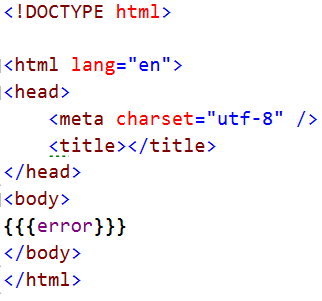 <!DOCTYPE html>
<html lang="en">
<head>
    <meta charset="utf-8" />
    <title></title>
</head>
<body>
{{{error}}}
</body>
</html>